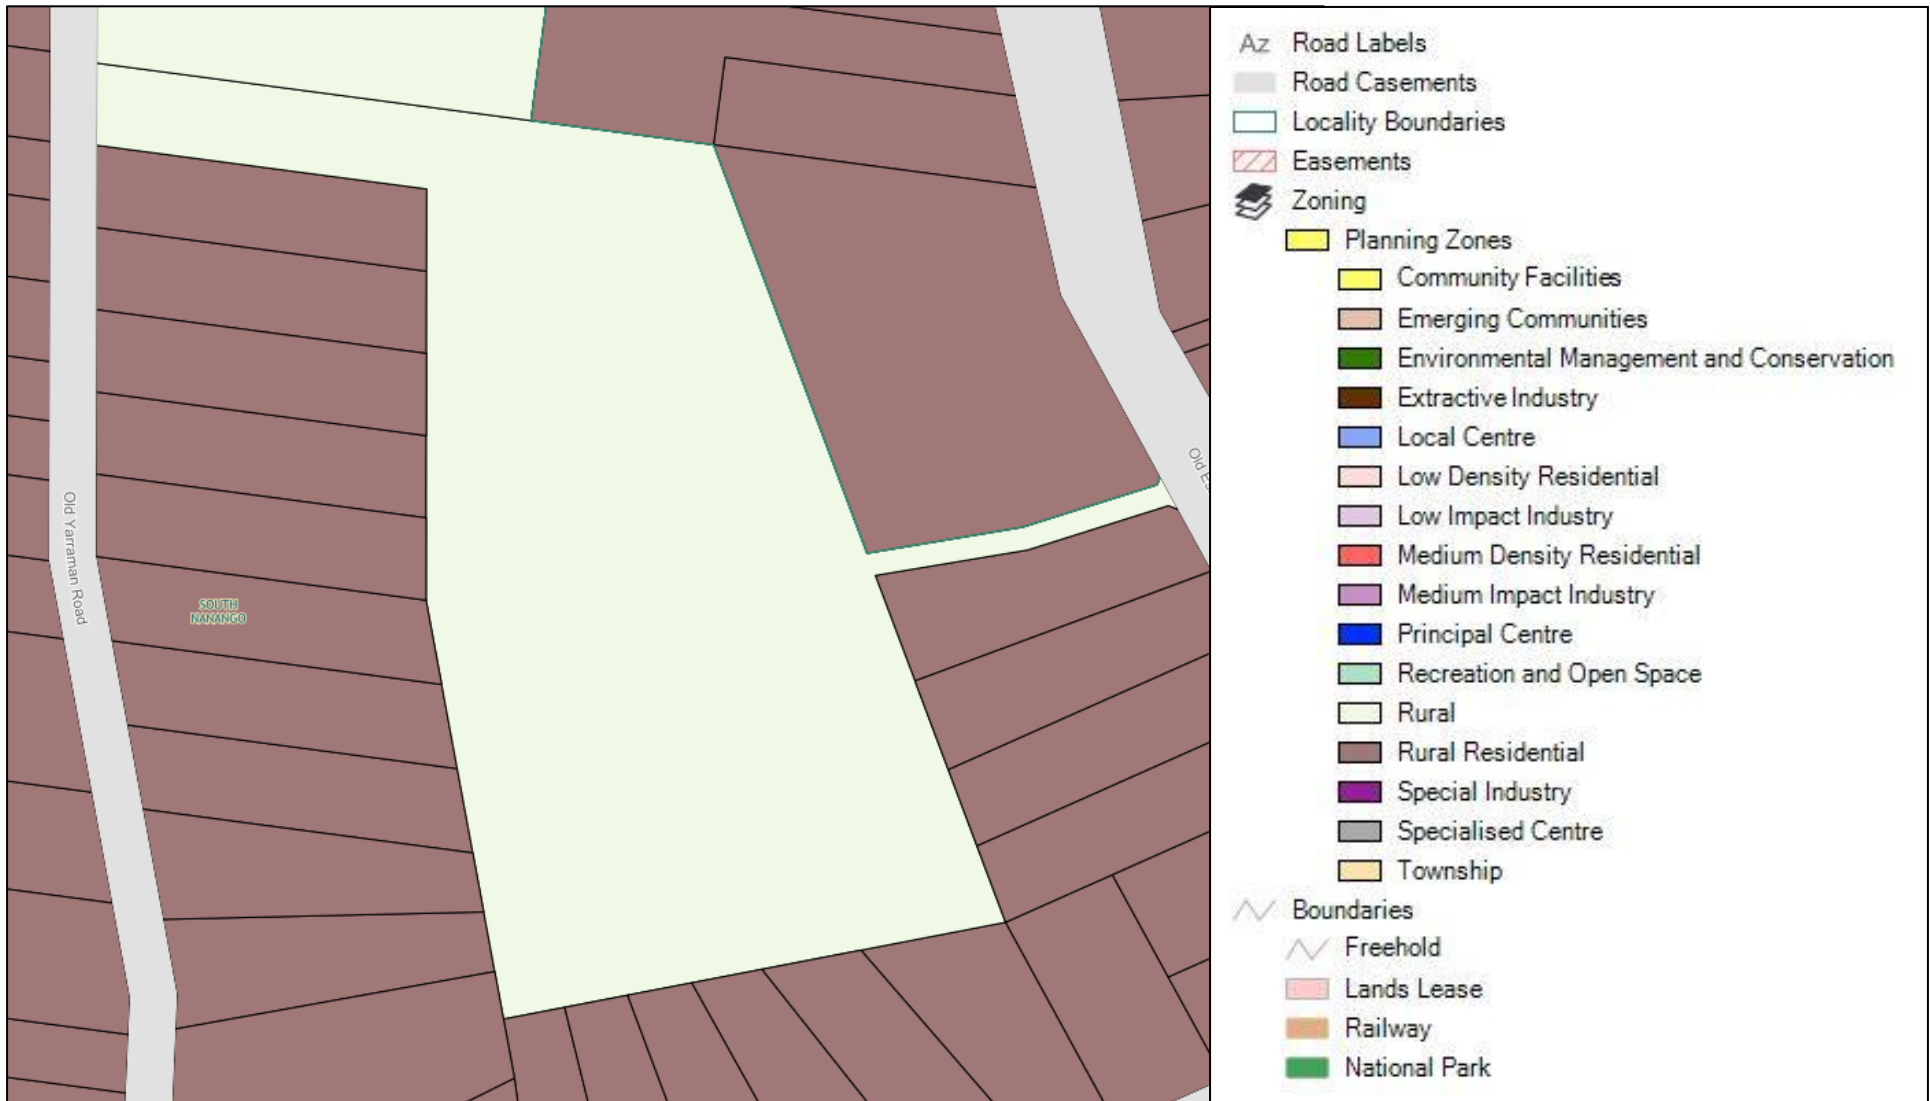 Old Yarraman Road
SOUTH
NANANGO
Old
Az Road Labels
Road Casements
Locality Boundaries
Easements
Zoning
Planning Zones
Community Facilities
Emerging Communities
Environmental Management and Conservation
Extractive Industry
Local Centre
Low Density Residential
Low Impact Industry
Medium Density Residential
Medium Impact Industry
Principal Centre
Recreation and Open Space
Rural
Rural Residential
Special Industry
Specialised Centre
Township
Boundaries
Freehold
Lands Lease
Railway
National Park